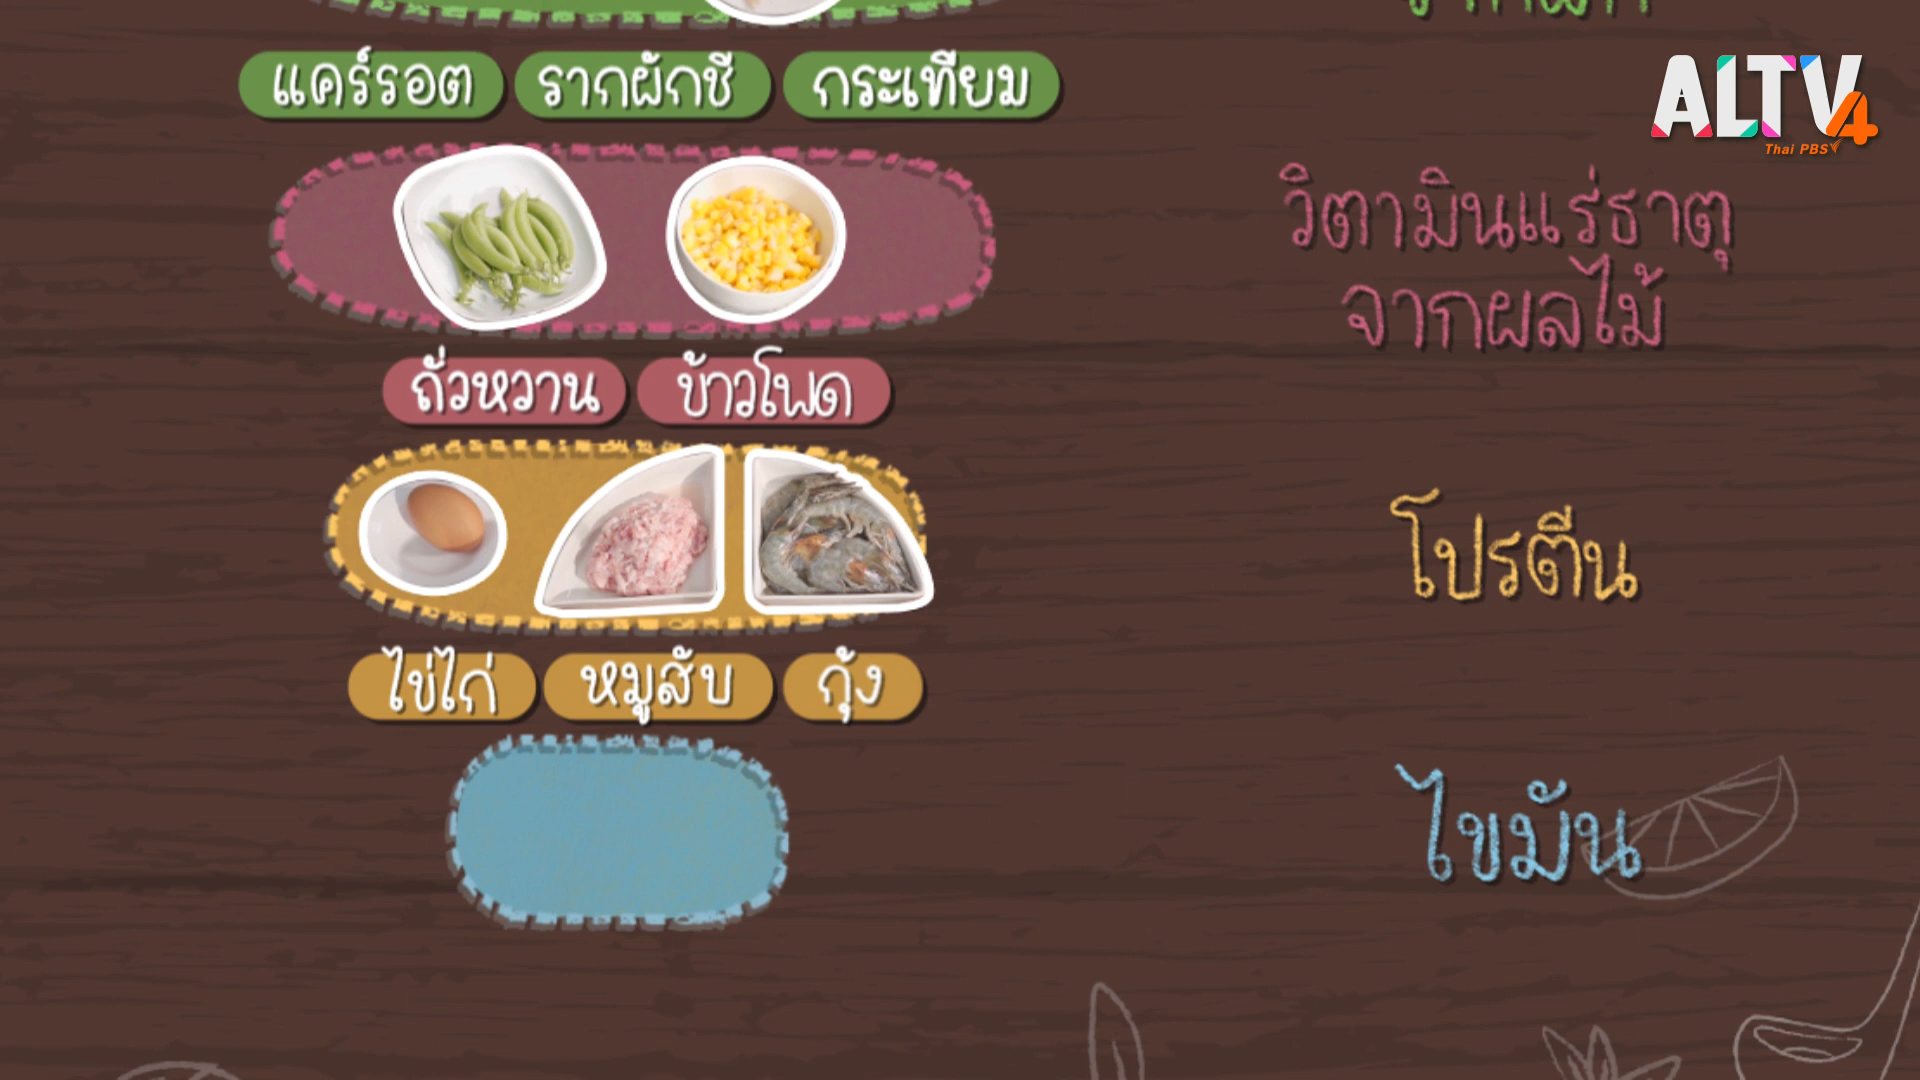 แคร์รอต
รากผักชี
กระเทียม
ALTV4
Thai PBS
วิตามินแร่ธาตุ
จากผลไม้
ถั่วหวาน
ข้าวโพด
โปรตีน
ไข่ไก่
หมูสับ
กุ้ง
ไขมัน